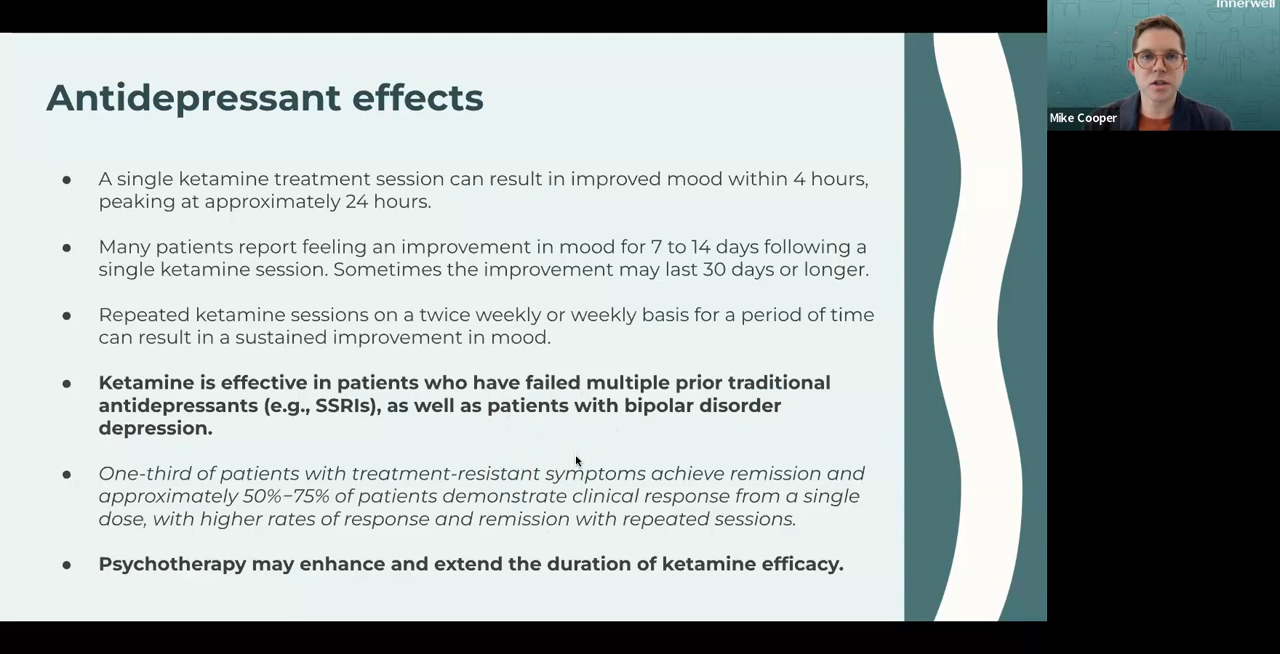 Innerwell
Mike Cooper
Antidepressant effects
● A single ketamine treatment session can result in improved mood within 4 hours,
peaking at approximately 24 hours.
● Many patients report feeling an improvement in mood for 7 to 14 days following a
single ketamine session. Sometimes the improvement may last 30 days or longer.
● Repeated ketamine sessions on a twice weekly or weekly basis for a period of time
can result in a sustained improvement in mood.
● Ketamine is effective in patients who have failed multiple prior traditional
antidepressants (e.g., SSRIs), as well as patients with bipolar disorder
depression.
● One-third of patients with treatment-resistant symptoms achieve remission and
approximately 50%–75% of patients demonstrate clinical response from a single
dose, with higher rates of response and remission with repeated sessions.
● Psychotherapy may enhance and extend the duration of ketamine efficacy.